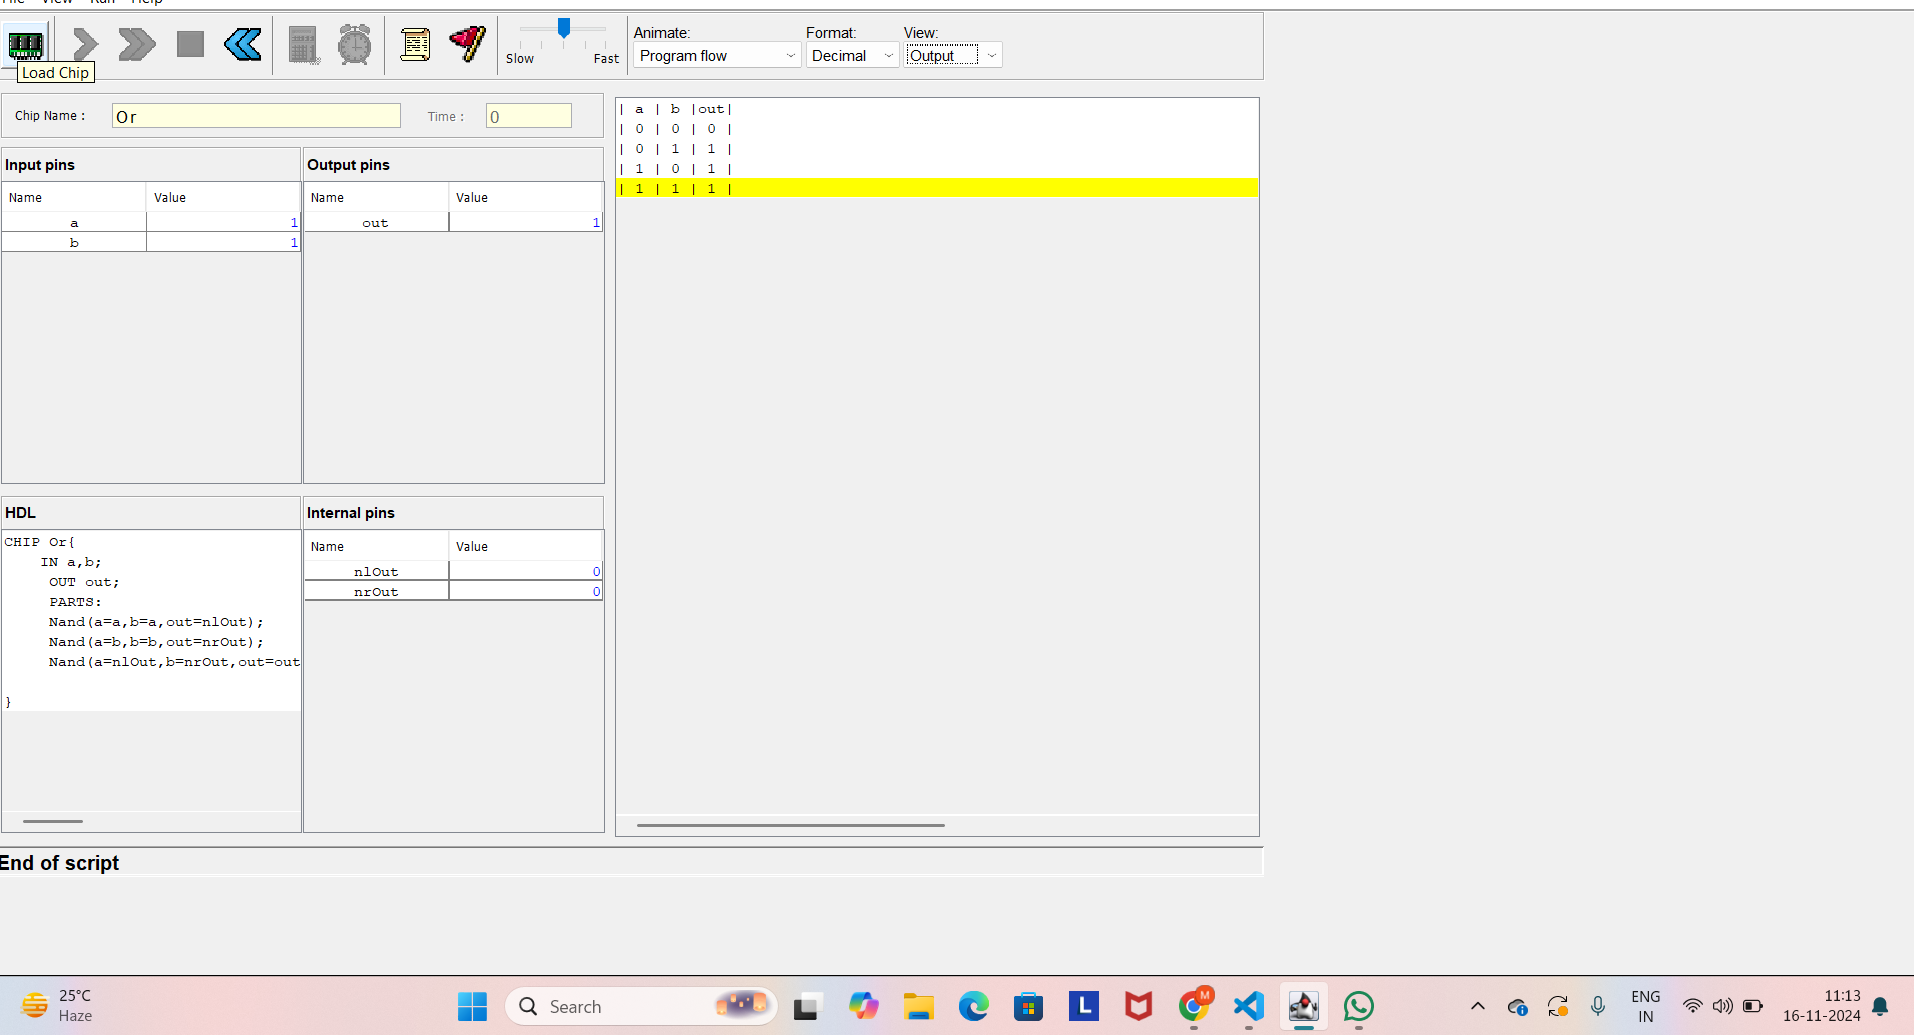 File View Run Help
Load Chip
Slow Fast
Animate: Format: View:
Program flow Decimal Output
Chip Name : Or Time : 0
Input pins
Name Value
a 1
b 1
Output pins
Name Value
out 1
HDL
CHIP Or{
IN a,b;
OUT out;
PARTS:
Nand(a=a,b=a,out=nlOut);
Nand(a=b,b=b,out=nrOut);
Nand(a=nlOut,b=nrOut,out=out
}
Internal pins
Name Value
nlOut 0
nrOut 0
| a | b |out|
| 0 | 0 | 0 |
| 0 | 1 | 1 |
| 1 | 0 | 1 |
| 1 | 1 | 1 |
End of script
25°C
Haze
Search
L
M
ENG
IN
11:13
16-11-2024